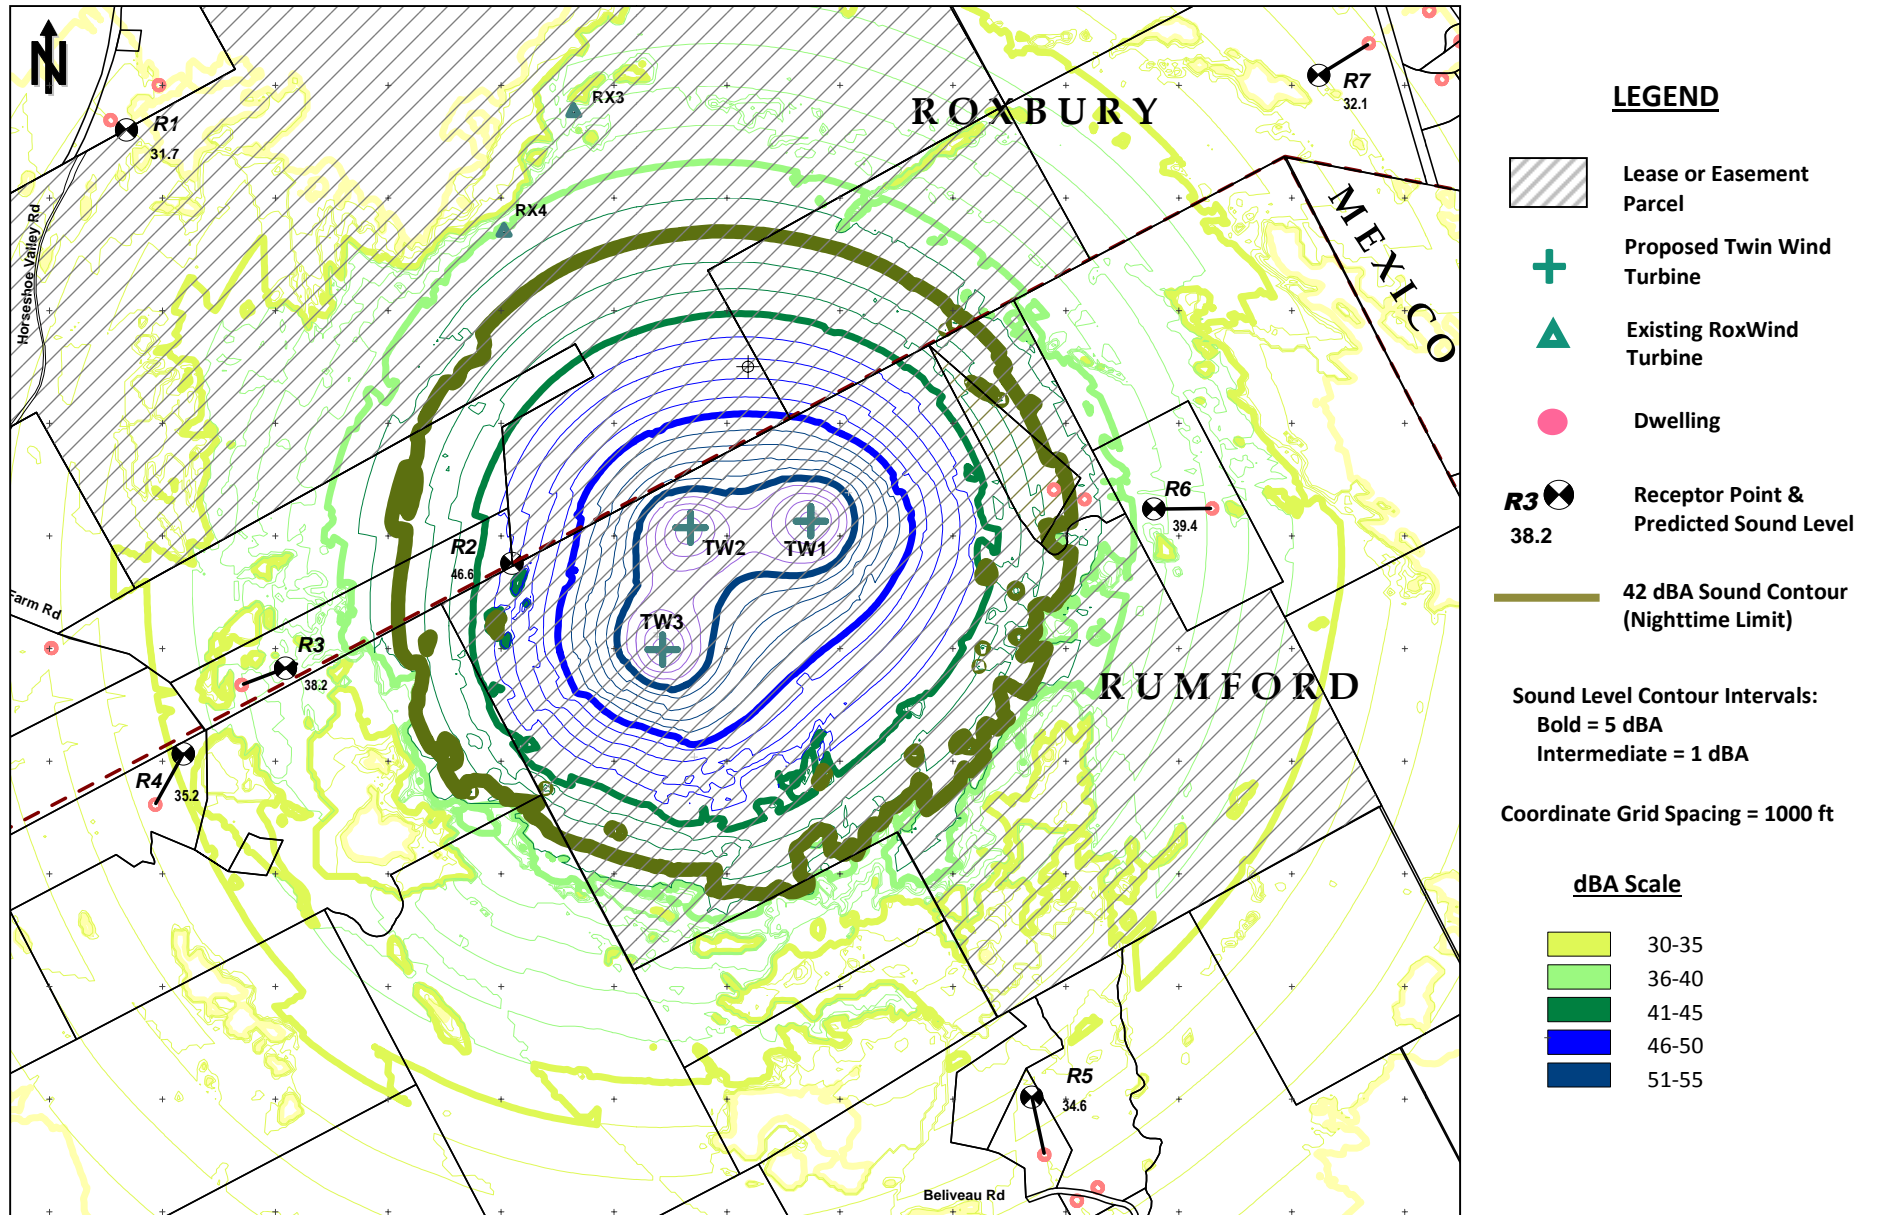 N
R1
31.7
RX3
ROXBURY
R7
32.1
RX4
Horseshoe Valley Rd
MEXICO
R2
46.6
TW2
TW1
R6
39.4
TW3
Farm Rd
R3
38.2
RUMFORD
R4
35.2
R5
34.6
Beliveau Rd
LEGEND
Lease or Easement
Parcel
Proposed Twin Wind
Turbine
Existing RoxWind
Turbine
Dwelling
R3
38.2
Receptor Point &
Predicted Sound Level
42 dBA Sound Contour
(Nighttime Limit)
Sound Level Contour Intervals:
Bold = 5 dBA
Intermediate = 1 dBA
Coordinate Grid Spacing = 1000 ft
dBA Scale
30-35
36-40
41-45
46-50
51-55